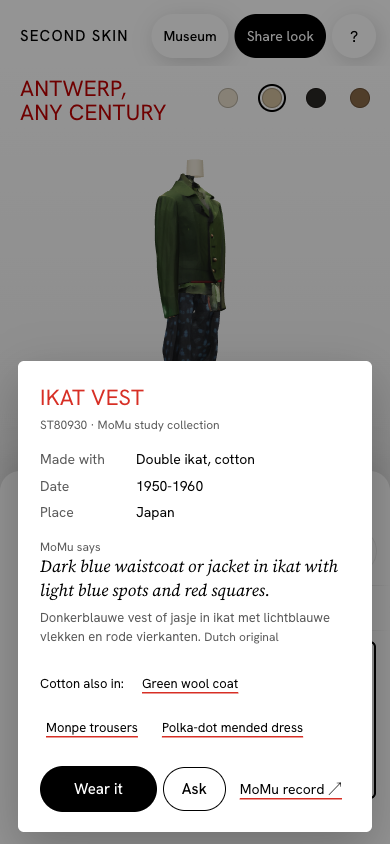 SECOND SKIN
Museum
Share look
?
ANTWERP,
ANY CENTURY
IKAT VEST
ST80930 · MoMu study collection
Made with Double ikat, cotton
Date 1950-1960
Place Japan
MoMu says
Dark blue waistcoat or jacket in ikat with
light blue spots and red squares.
Donkerblauwe vest of jasje in ikat met lichtblauwe
vlekken en rode vierkanten. Dutch original
Cotton also in: Green wool coat
Monpe trousers Polka-dot mended dress
Wear it Ask MoMu record ↗